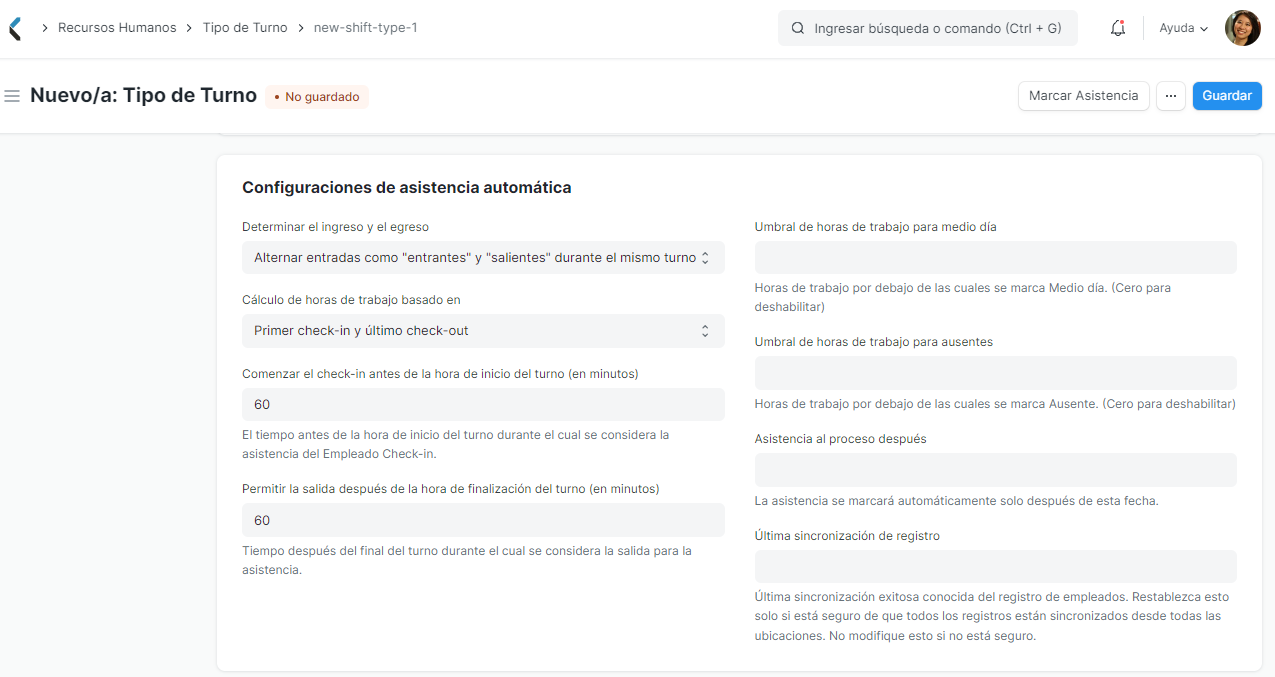 Recursos Humanos
Tipo de Turno
new-shift-type-1
Ingresar búsqueda o comando (Ctrl + G)
Ayuda
Nuevo/a: Tipo de Turno
• No guardado
Marcar Asistencia
...
Guardar
Configuraciones de asistencia automática
Determinar el ingreso y el egreso
Alternar entradas como "entrantes" y "salientes" durante el mismo turno
Cálculo de horas de trabajo basado en
Primer check-in y último check-out
Comenzar el check-in antes de la hora de inicio del turno (en minutos)
60
El tiempo antes de la hora de inicio del turno durante el cual se considera la
asistencia del Empleado Check-in.
Permitir la salida después de la hora de finalización del turno (en minutos)
60
Tiempo después del final del turno durante el cual se considera la salida para la
asistencia.
Umbral de horas de trabajo para medio día
Horas de trabajo por debajo de las cuales se marca Medio día. (Cero para
deshabilitar)
Umbral de horas de trabajo para ausentes
Horas de trabajo por debajo de las cuales se marca Ausente. (Cero para deshabilitar)
Asistencia al proceso después
La asistencia se marcará automáticamente solo después de esta fecha.
Última sincronización de registro
Última sincronización exitosa conocida del registro de empleados. Restablezca esto
solo si está seguro de que todos los registros están sincronizados desde todas las
ubicaciones. No modifique esto si no está seguro.